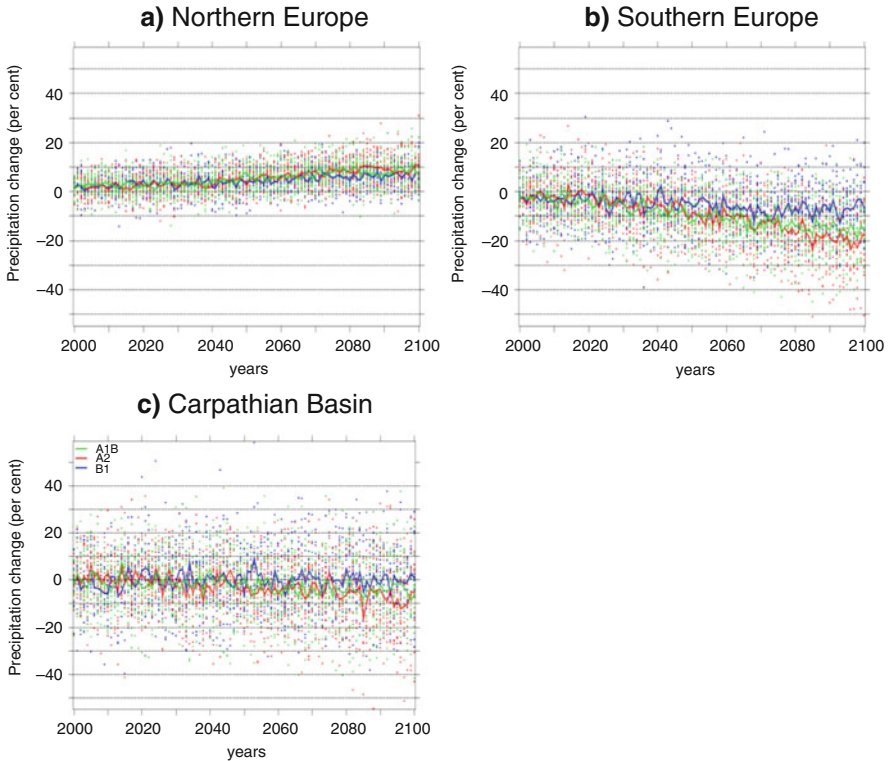 a) Northern Europe
Precipitation change (per cent)
40
20
0
−20
−40
2000 2020 2040 2060 2080 2100
years
b) Southern Europe
Precipitation change (per cent)
40
20
0
−20
−40
2000 2020 2040 2060 2080 2100
years
c) Carpathian Basin
A1B
A2
B1
Precipitation change (per cent)
40
20
0
−20
−40
2000 2020 2040 2060 2080 2100
years